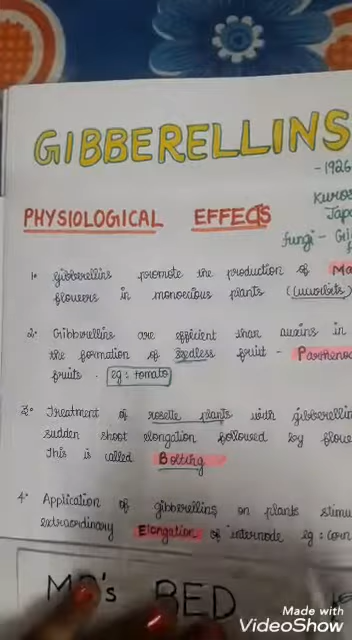 GIBBERELLINS
- 1926
PHYSIOLOGICAL EFFECTS
fungi -
1. Gibberellins promote the production of
flowers in monoecious plants (cucurbits)
2. Gibberellins are efficient than auxins in
the formation of seedless fruit -
fruits. eg: tomato
3. Treatment of rosette plants with
sudden shoot elongation followed by
This is called Bolting
4. Application of gibberellins on plants
extraordinary Elongation of internode eg: corn
BED
Made with
VideoShow